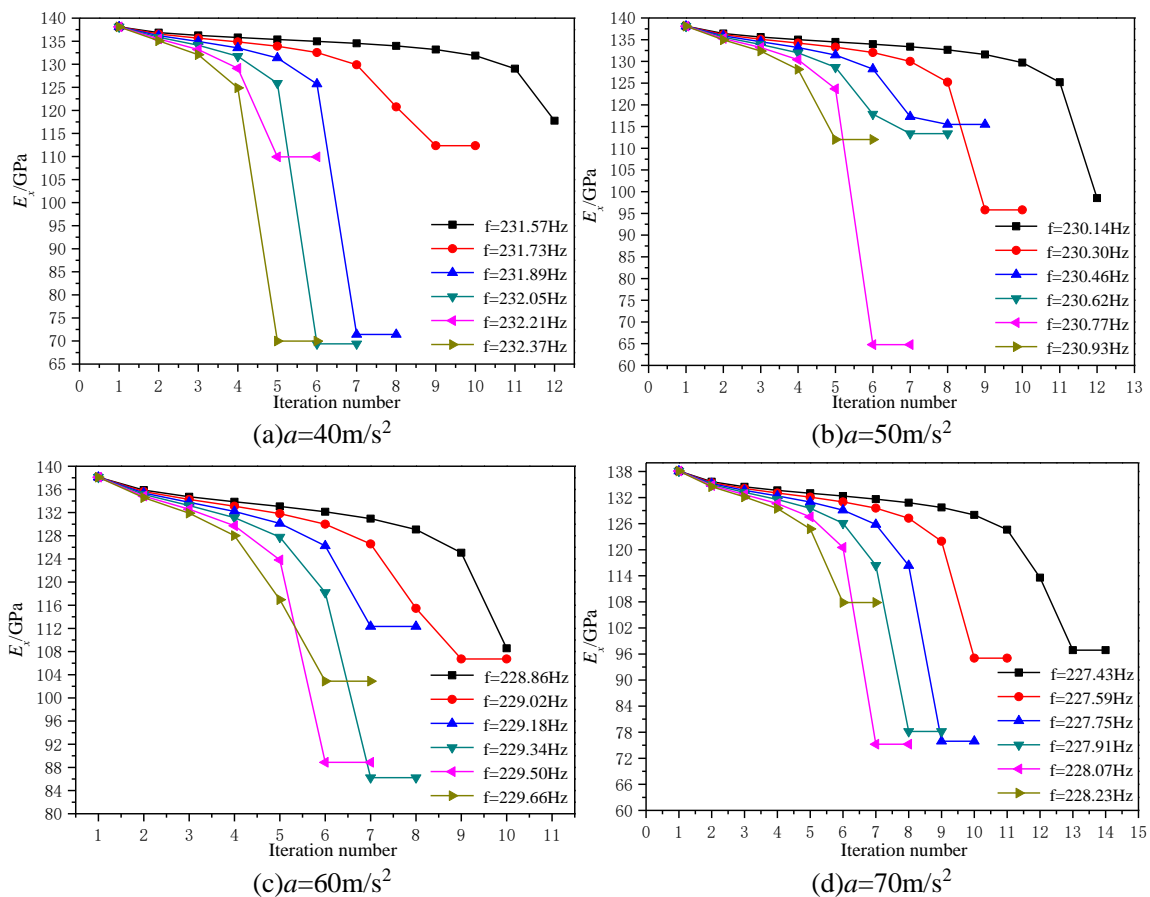 140
135
130
125
120
115
110
105
100
95
90
85
80
75
70
65
E_x/GPa
f=231.57Hz
f=231.73Hz
f=231.89Hz
f=232.05Hz
f=232.21Hz
f=232.37Hz
0 1 2 3 4 5 6 7 8 9 10 11 12
Iteration number
(a)a=40m/s²
140
135
130
125
120
115
110
105
100
95
90
85
80
75
70
65
60
E_x/GPa
f=230.14Hz
f=230.30Hz
f=230.46Hz
f=230.62Hz
f=230.77Hz
f=230.93Hz
0 1 2 3 4 5 6 7 8 9 10 11 12 13
Iteration number
(b)a=50m/s²
140
136
132
128
124
120
116
112
108
104
100
96
92
88
84
80
E_x/GPa
f=228.86Hz
f=229.02Hz
f=229.18Hz
f=229.34Hz
f=229.50Hz
f=229.66Hz
1 2 3 4 5 6 7 8 9 10 11
Iteration number
(c)a=60m/s²
138
132
126
120
114
108
102
96
90
84
78
72
66
60
E_x/GPa
f=227.43Hz
f=227.59Hz
f=227.75Hz
f=227.91Hz
f=228.07Hz
f=228.23Hz
0 1 2 3 4 5 6 7 8 9 10 11 12 13 14 15
Iteration number
(d)a=70m/s²